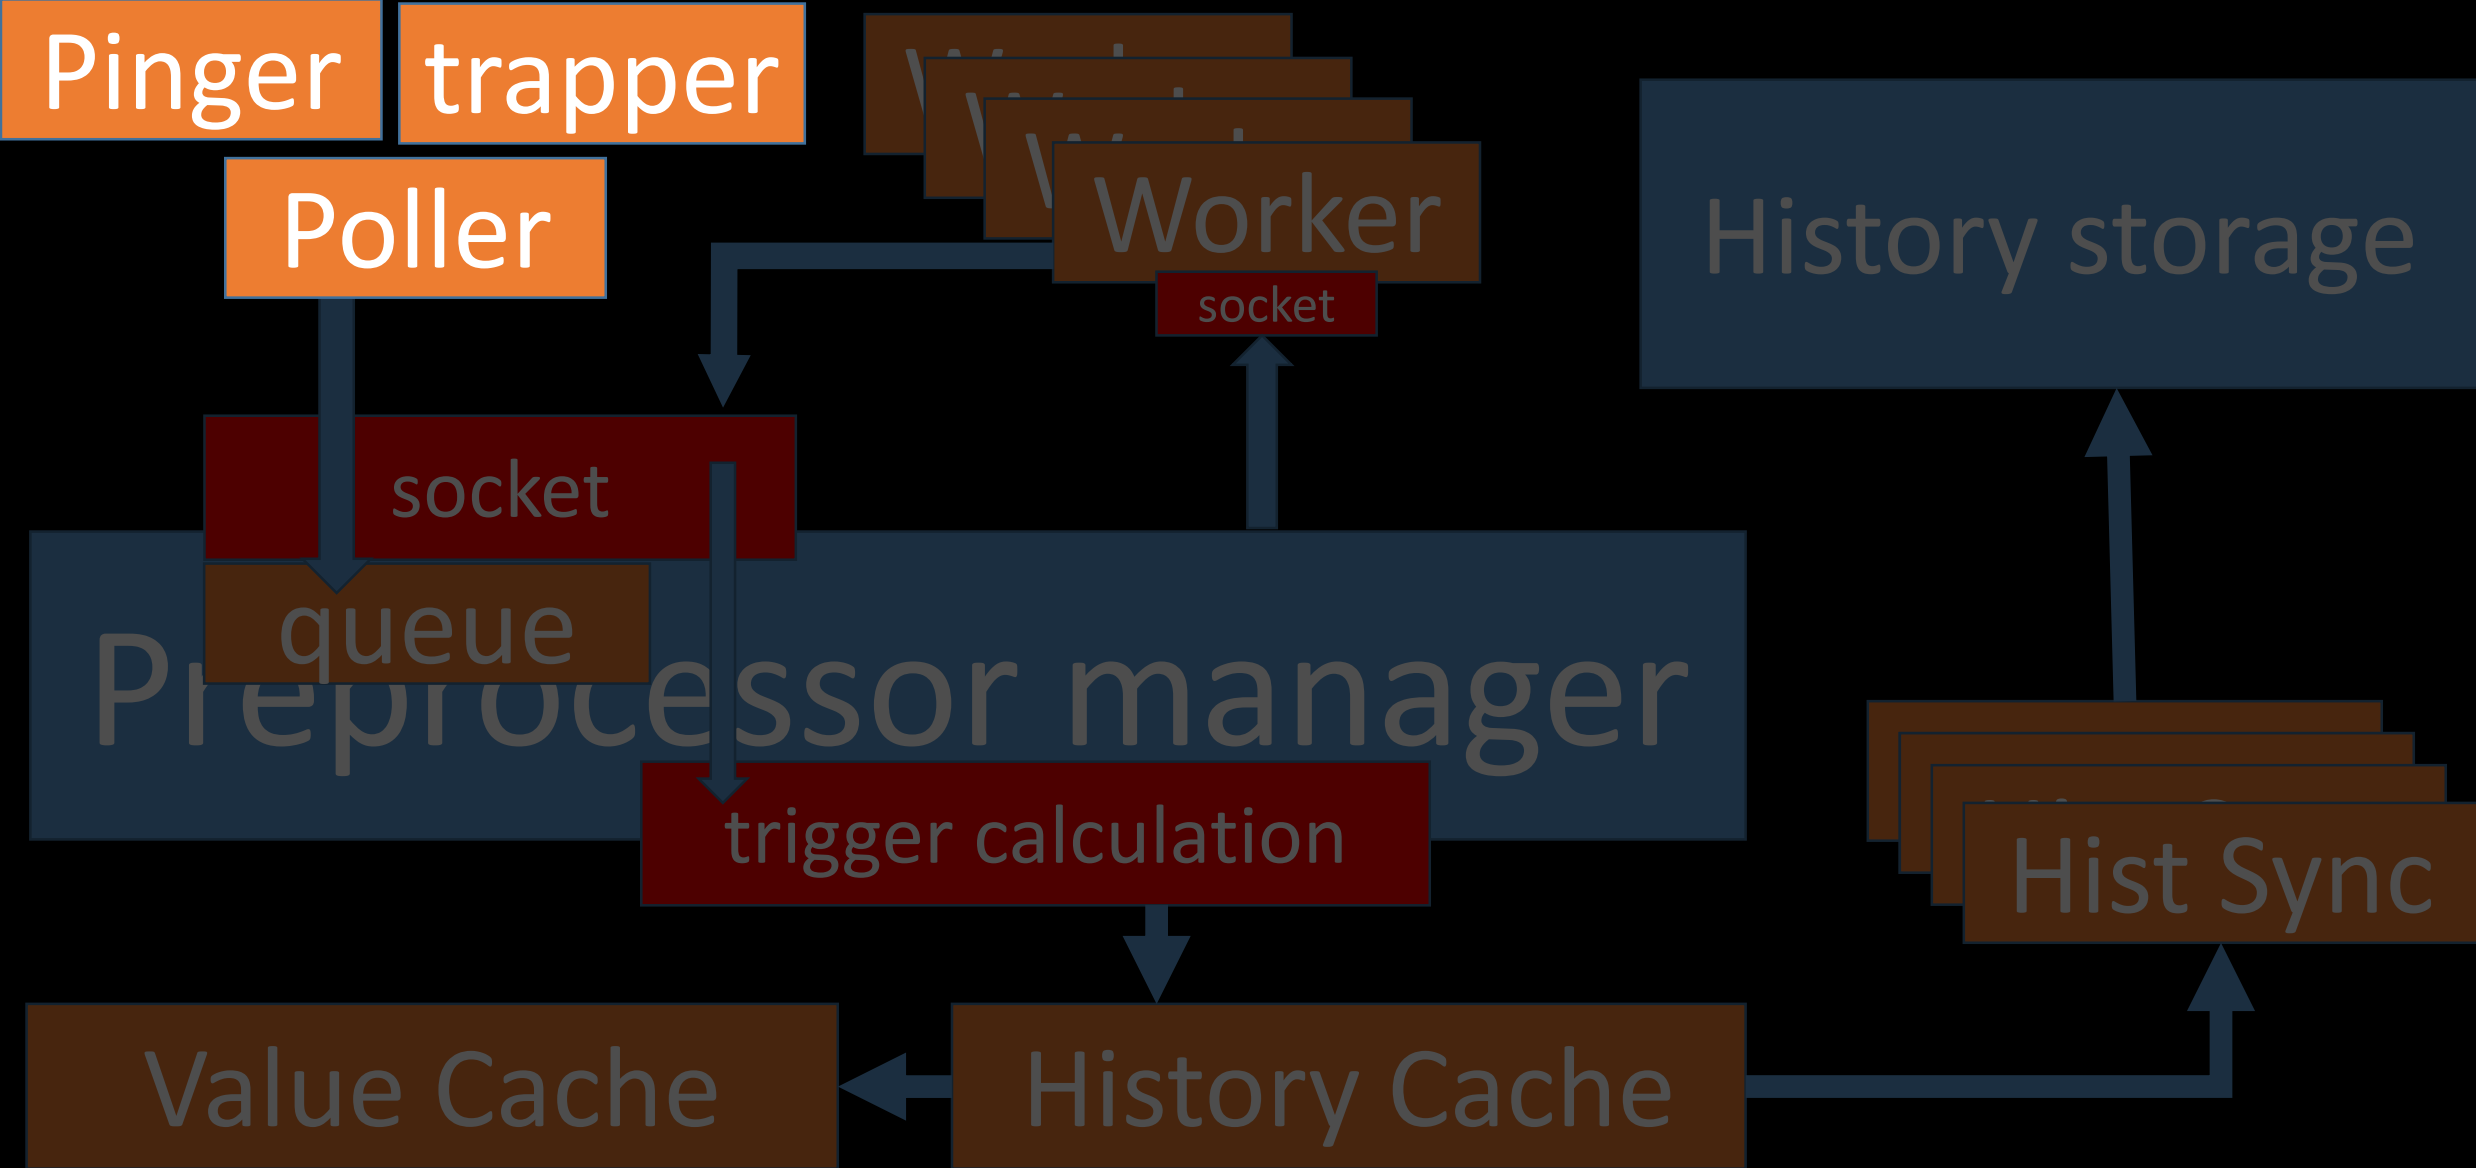 Pinger
trapper
Poller
Worker
socket
History storage
socket
queue
Preprocessor manager
trigger calculation
Hist Sync
Value Cache
History Cache